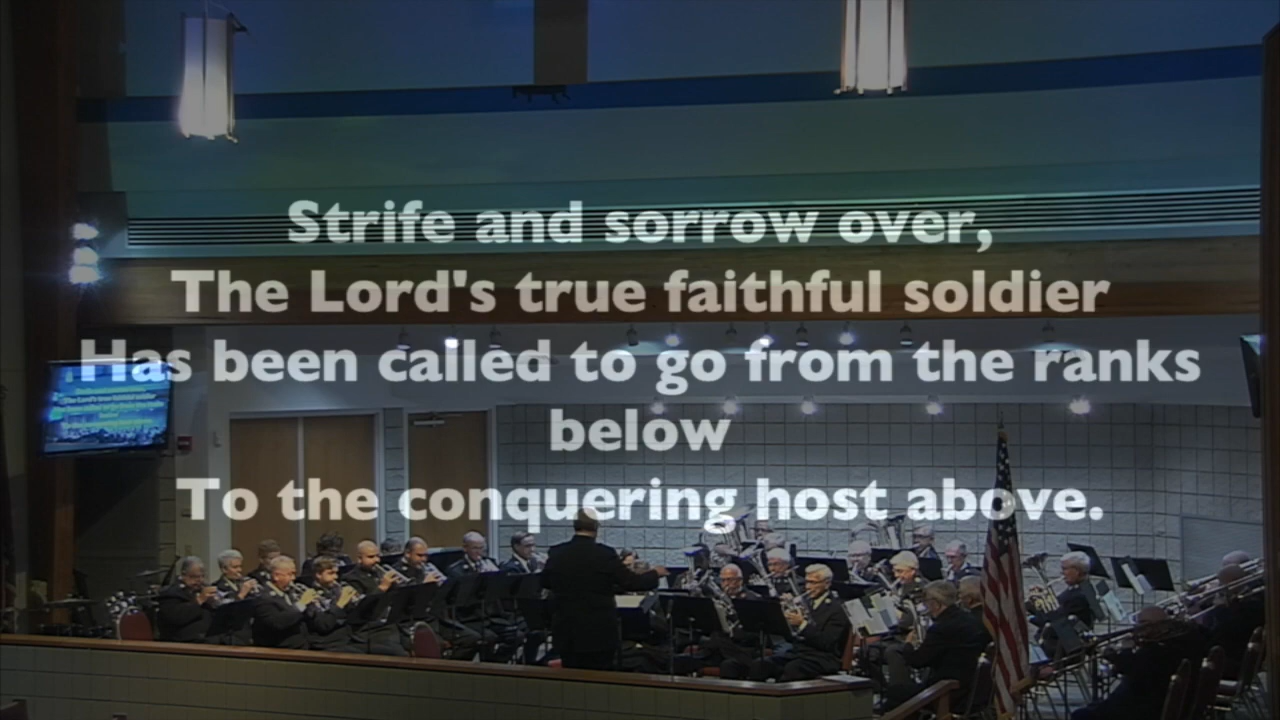 Strife and sorrow over,
The Lord's true faithful soldier
Has been called to go from the ranks
below
To the conquering host above.